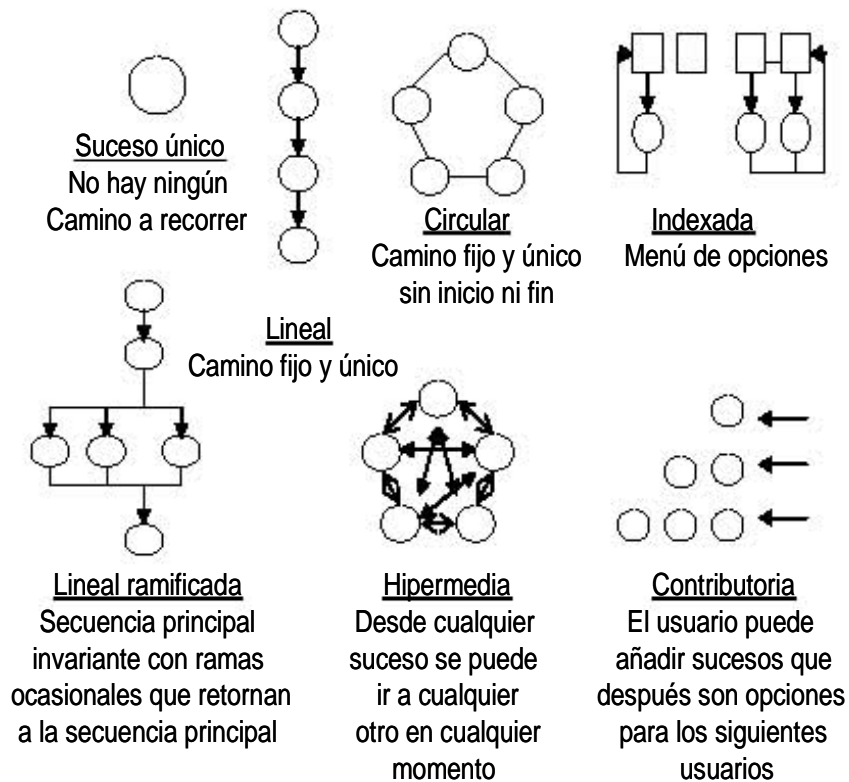 Suceso único
No hay ningún
Camino a recorrer
Lineal
Camino fijo y único
Circular
Camino fijo y único
sin inicio ni fin
Indexada
Menú de opciones
Lineal ramificada
Secuencia principal
invariante con ramas
ocasionales que retornan
a la secuencia principal
Hipermedia
Desde cualquier
suceso se puede
ir a cualquier
otro en cualquier
momento
Contributoria
El usuario puede
añadir sucesos que
después son opciones
para los siguientes
usuarios